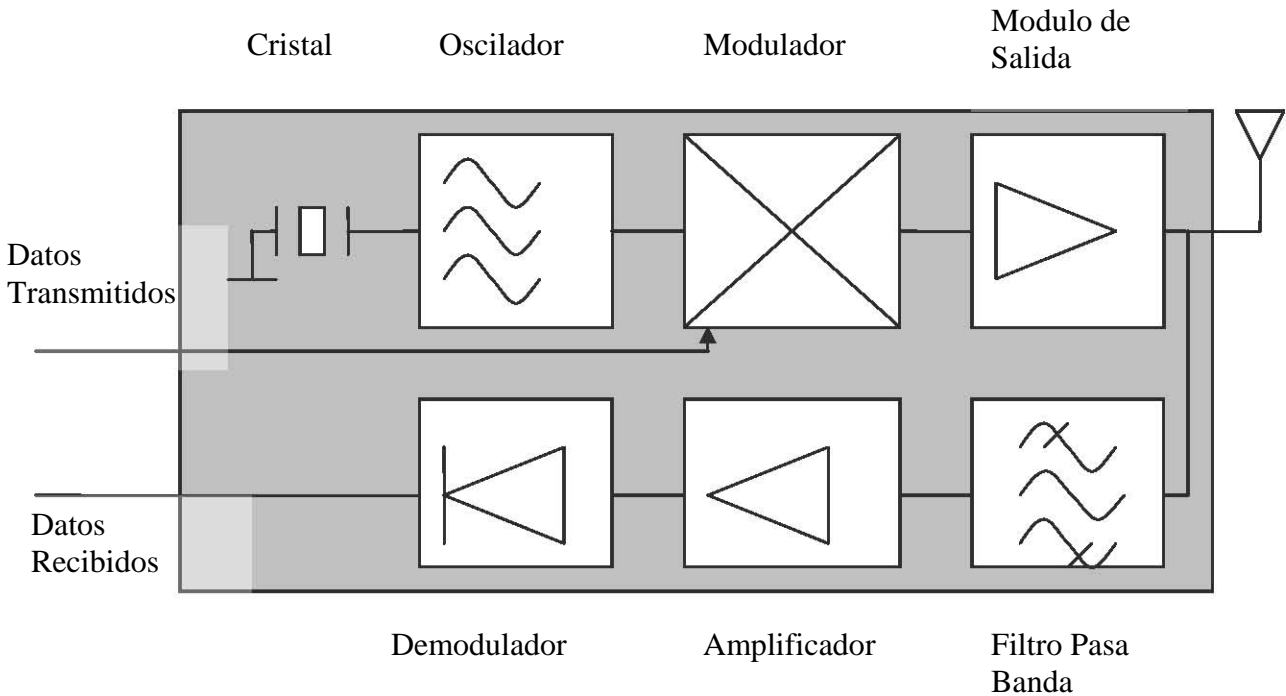 Cristal
Oscilador
Modulador
Modulo de
Salida
Datos
Transmitidos
Datos
Recibidos
Demodulador
Amplificador
Filtro Pasa
Banda